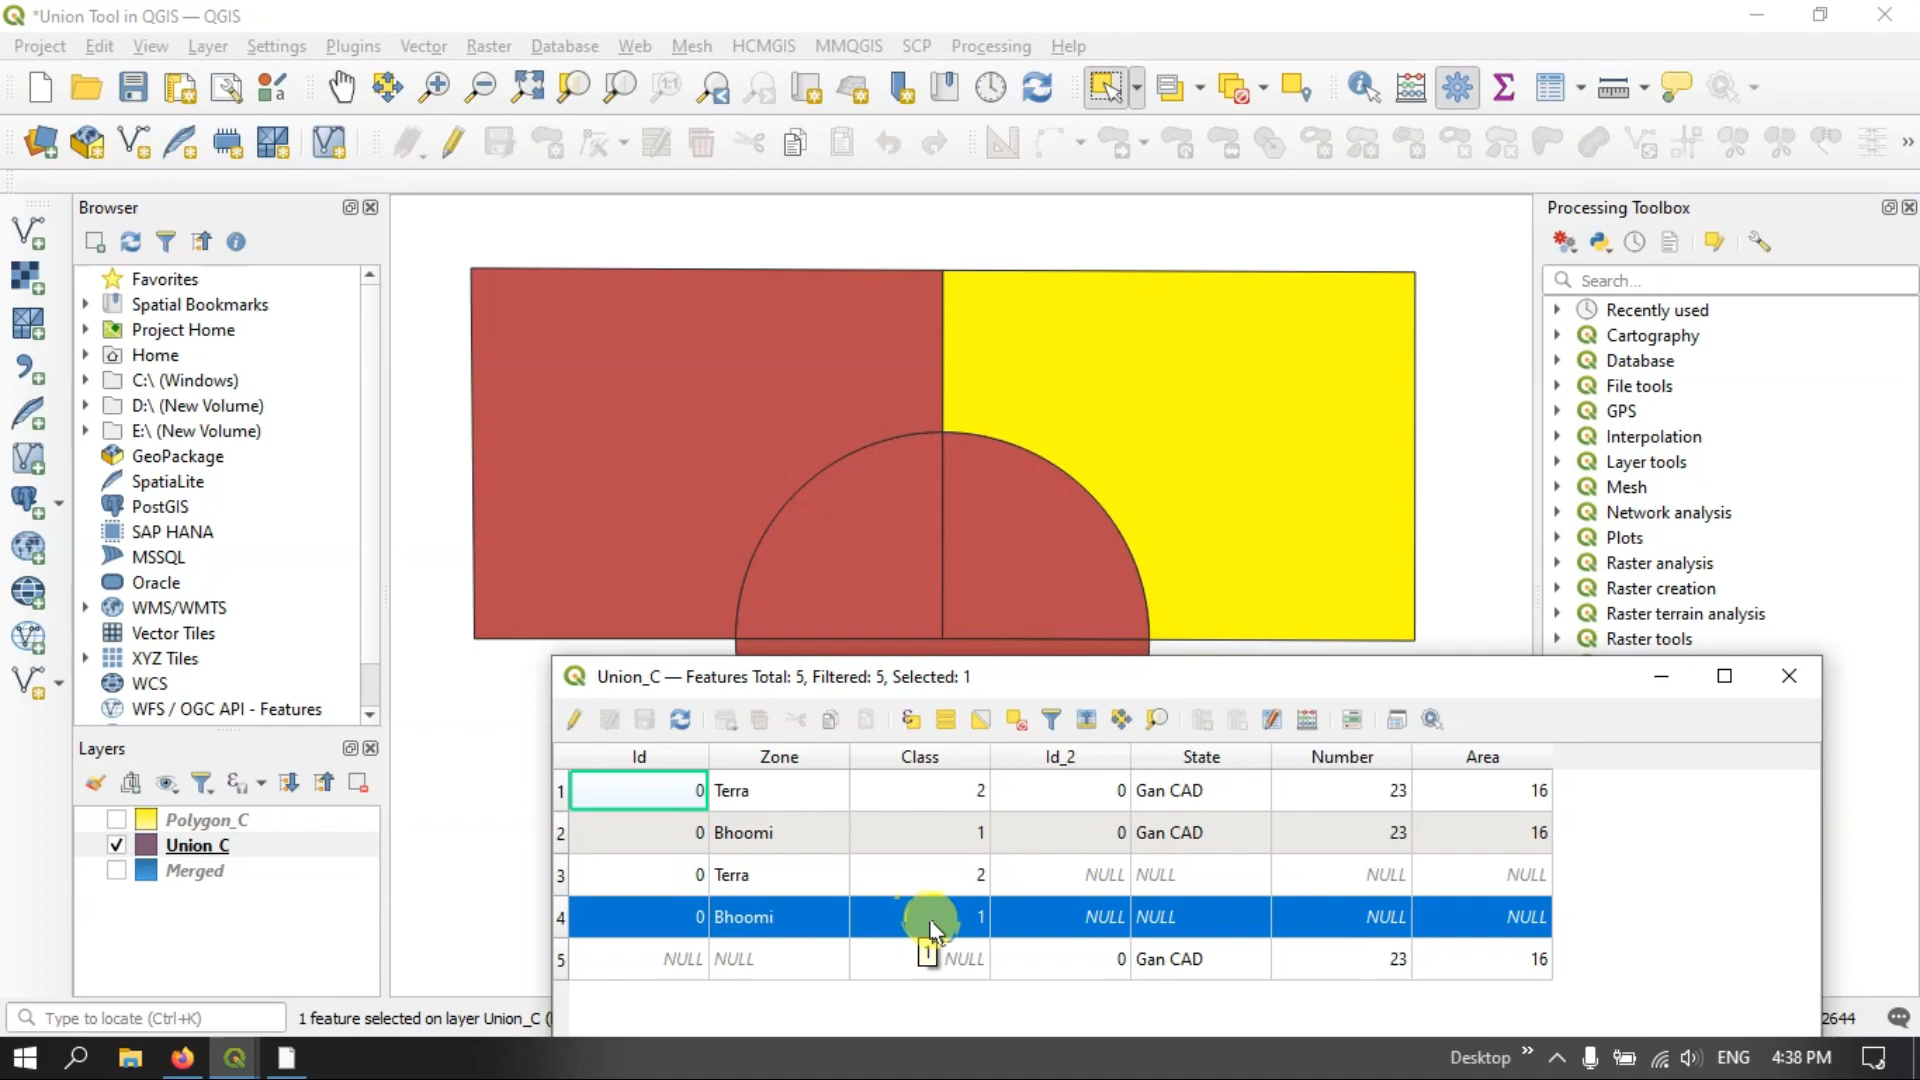 *Union Tool in QGIS — QGIS
Project Edit View Layer Settings Plugins Vector Raster Database Web Mesh HCMGIS MMQGIS SCP Processing Help
Browser
Favorites
Spatial Bookmarks
Project Home
Home
C:\ (Windows)
D:\ (New Volume)
E:\ (New Volume)
GeoPackage
SpatiaLite
PostGIS
SAP HANA
MSSQL
Oracle
WMS/WMTS
Vector Tiles
XYZ Tiles
WCS
WFS / OGC API - Features
Layers
Polygon_C
Union_C
Merged
Processing Toolbox
Search...
Recently used
Cartography
Database
File tools
GPS
Interpolation
Layer tools
Mesh
Network analysis
Plots
Raster analysis
Raster creation
Raster terrain analysis
Raster tools
Union_C — Features Total: 5, Filtered: 5, Selected: 1
Id Zone Class Id_2 State Number Area
1 0 Terra 2 0 Gan CAD 23 16
2 0 Bhoomi 1 0 Gan CAD 23 16
3 0 Terra 2 NULL NULL NULL NULL
4 0 Bhoomi 1 NULL NULL NULL NULL
1
5 NULL NULL NULL 0 Gan CAD 23 16
Type to locate (Ctrl+K) 1 feature selected on layer Union_C ( 2644
Desktop » ENG 4:38 PM